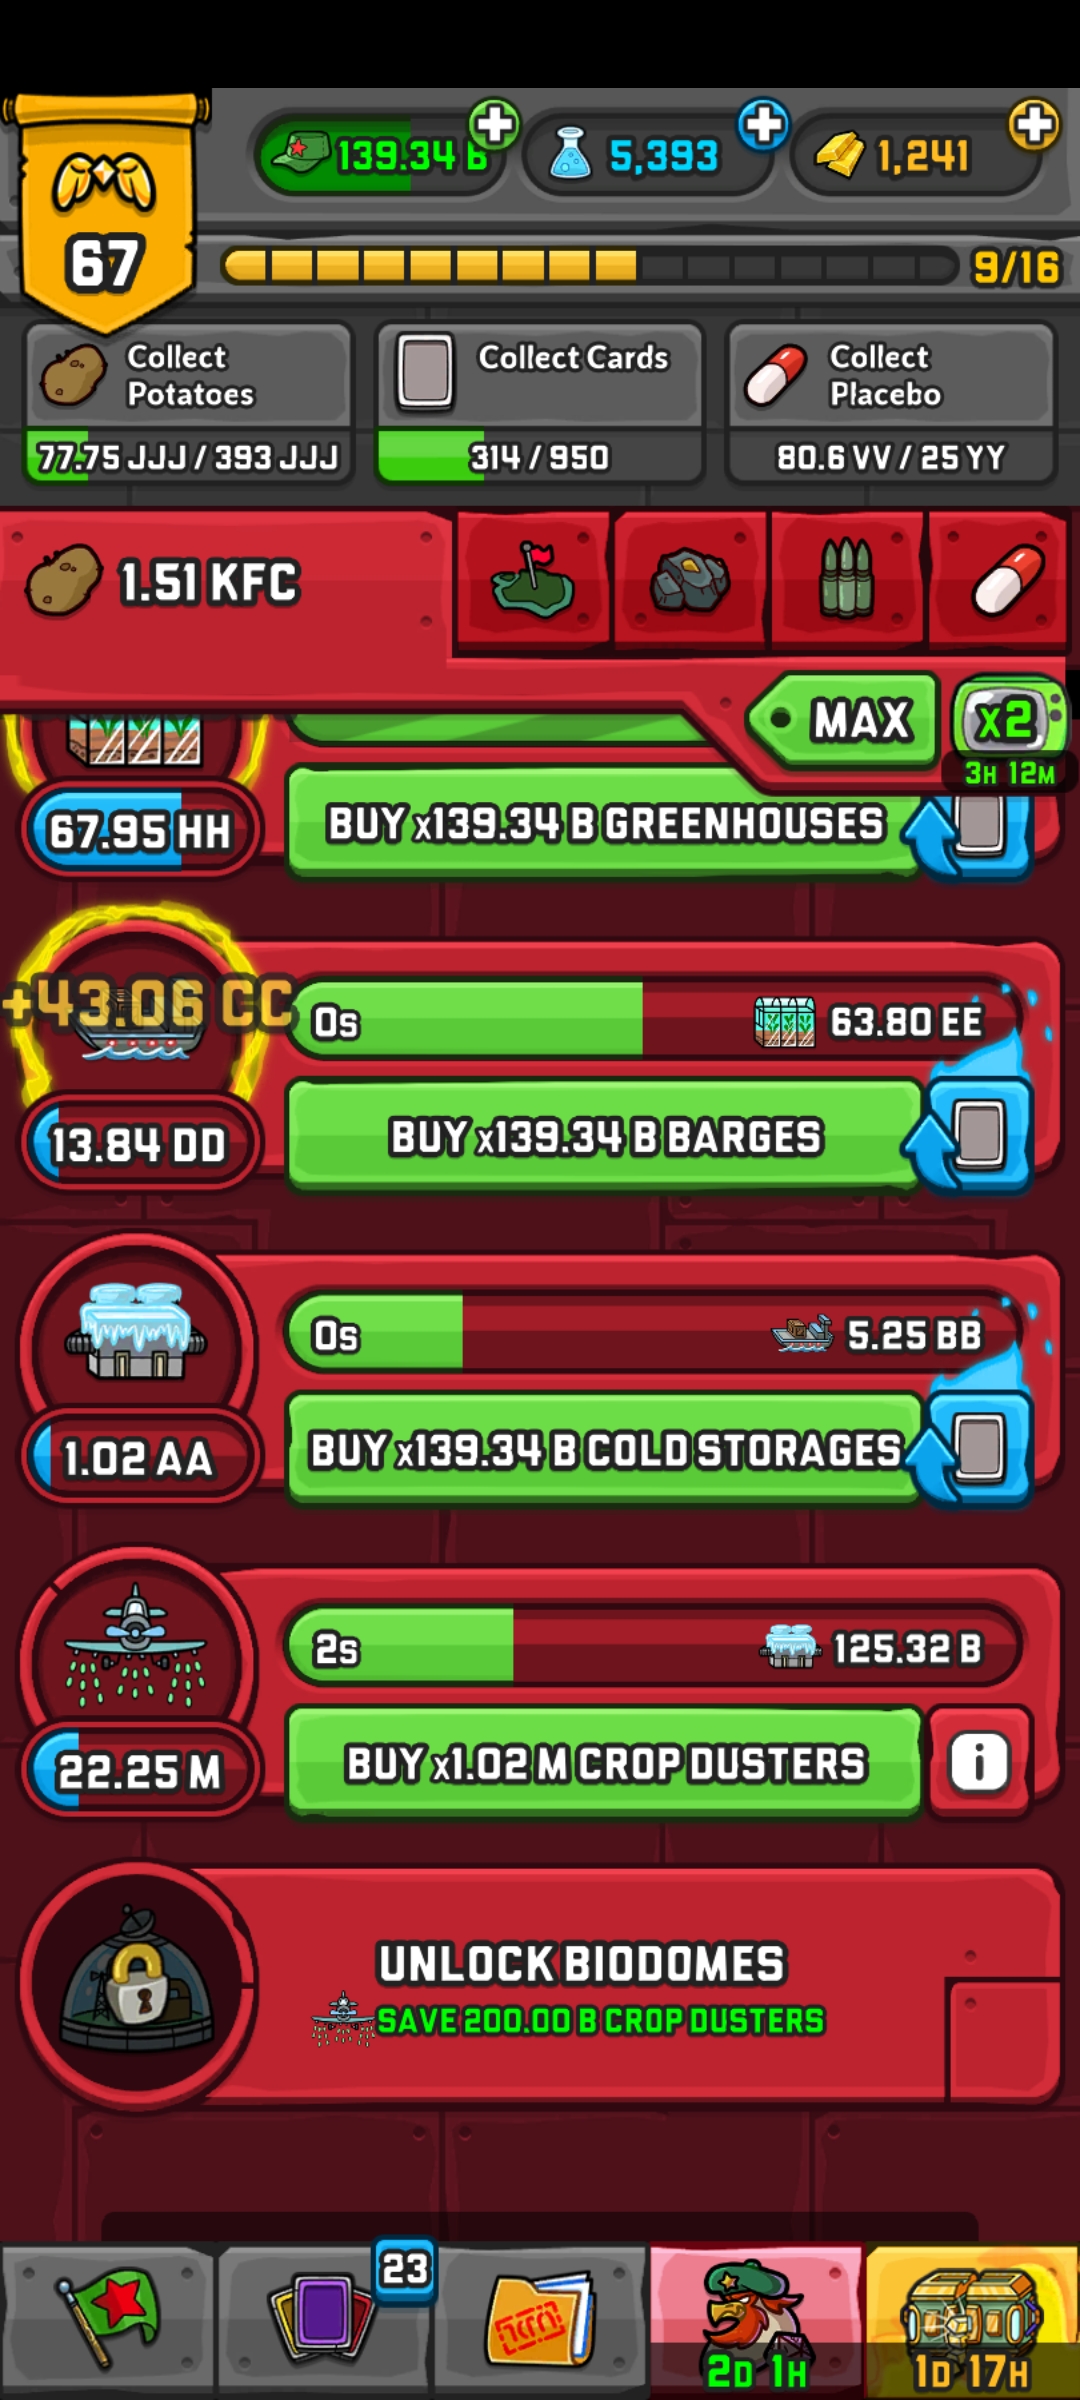 139.34 B
5,393
1,241
67
9/16
Collect
Potatoes
77.75 JJJ / 393 JJJ
Collect Cards
314 / 950
Collect
Placebo
80.6 VV / 25 YY
1.51 KFC
MAX
x2
3H 12M
67.95 HH
BUY x139.34 B GREENHOUSES
+43.06 CC
0s
63.80 EE
13.84 DD
BUY x139.34 B BARGES
0s
5.25 BB
1.02 AA
BUY x139.34 B COLD STORAGES
2s
125.32 B
22.25 M
BUY x1.02 M CROP DUSTERS
i
UNLOCK BIODOMES
SAVE 200.00 B CROP DUSTERS
23
2D 1H
1D 17H